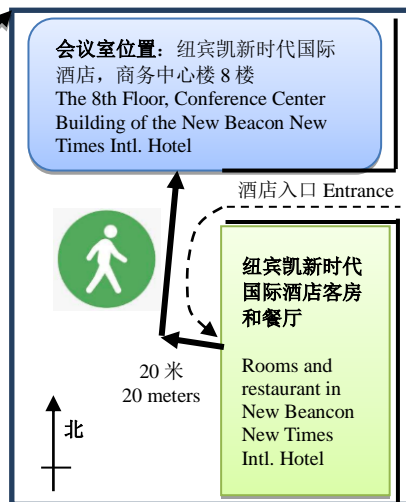 会议室位置：纽宾凯新时代国际
酒店，商务中心楼 8 楼
The 8th Floor, Conference Center
Building of the New Beacon New
Times Intl. Hotel
酒店入口 Entrance
纽宾凯新时代
国际酒店客房
和餐厅
Rooms and
restaurant in
New Beancon
New Times
Intl. Hotel
20 米
20 meters
北